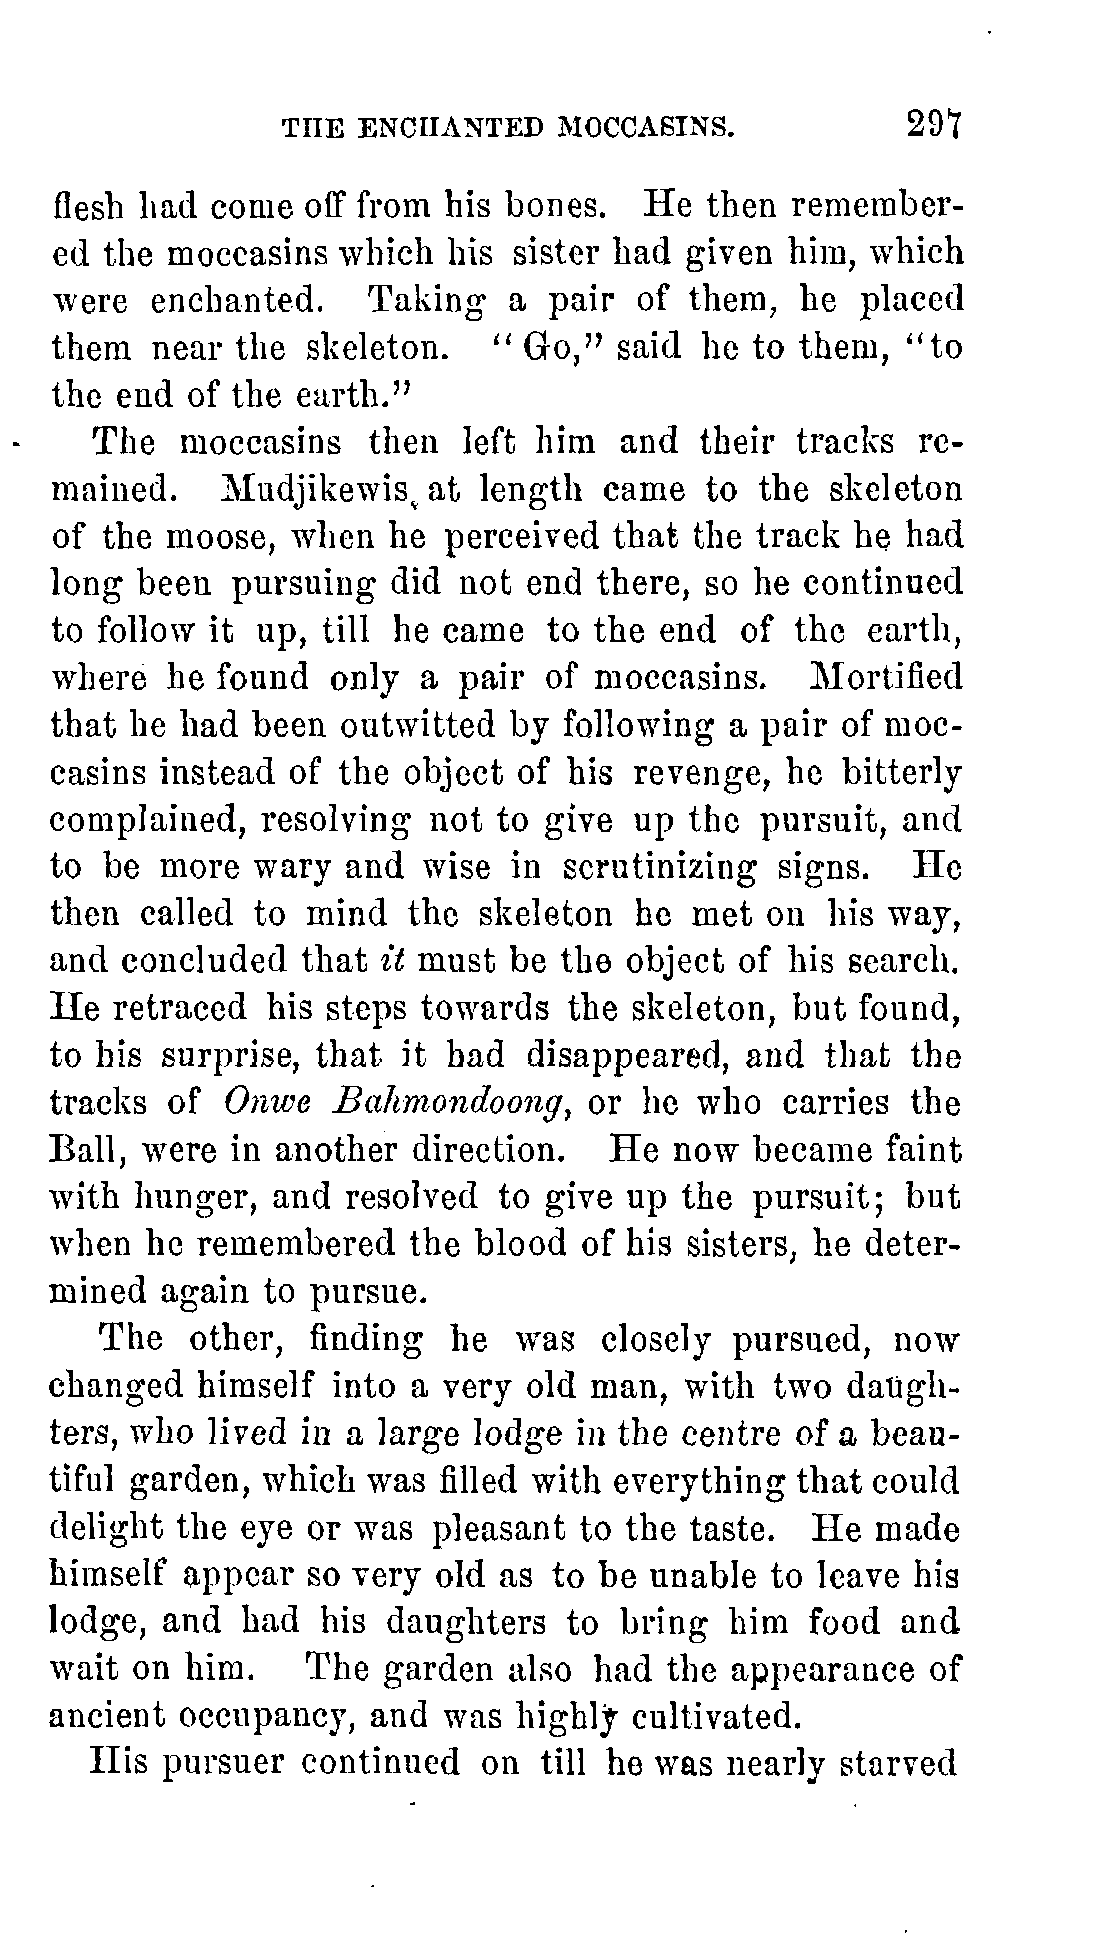 THE ENCHANTED MOCCASINS. 297
flesh had come off from his bones. He then remember-
ed the moccasins which his sister had given him, which
were enchanted. Taking a pair of them, he placed
them near the skeleton. “Go,” said he to them, “to
the end of the earth.”
The moccasins then left him and their tracks re-
mained. Mudjikewis, at length came to the skeleton
of the moose, when he perceived that the track he had
long been pursuing did not end there, so he continued
to follow it up, till he came to the end of the earth,
where he found only a pair of moccasins. Mortified
that he had been outwitted by following a pair of moc-
casins instead of the object of his revenge, he bitterly
complained, resolving not to give up the pursuit, and
to be more wary and wise in scrutinizing signs. He
then called to mind the skeleton he met on his way,
and concluded that it must be the object of his search.
He retraced his steps towards the skeleton, but found,
to his surprise, that it had disappeared, and that the
tracks of Onwe Bahmondoong, or he who carries the
Ball, were in another direction. He now became faint
with hunger, and resolved to give up the pursuit; but
when he remembered the blood of his sisters, he deter-
mined again to pursue.
The other, finding he was closely pursued, now
changed himself into a very old man, with two daugh-
ters, who lived in a large lodge in the centre of a beau-
tiful garden, which was filled with everything that could
delight the eye or was pleasant to the taste. He made
himself appear so very old as to be unable to leave his
lodge, and had his daughters to bring him food and
wait on him. The garden also had the appearance of
ancient occupancy, and was highly cultivated.
His pursuer continued on till he was nearly starved